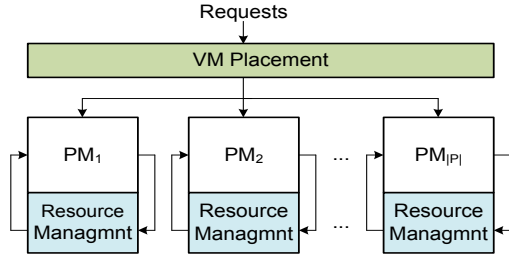 Requests
VM Placement
PM1
PM2
...
PM|P|
Resource
Managmnt
Resource
Managmnt
...
Resource
Managmnt